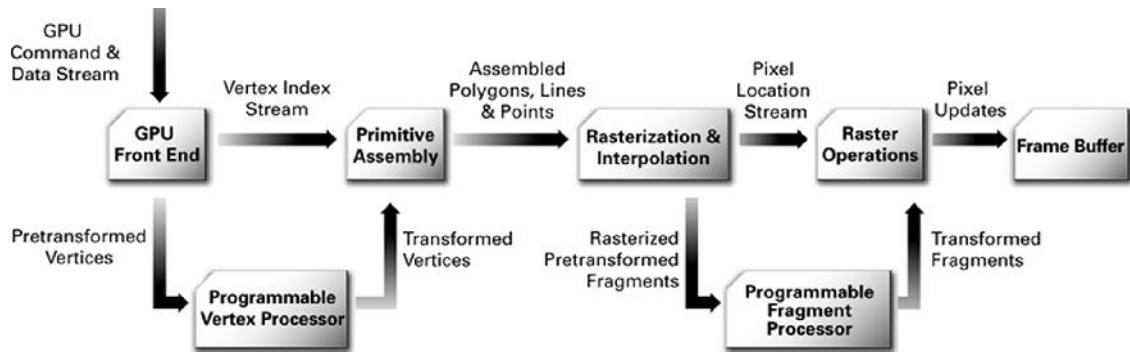 GPU
Command &
Data Stream
GPU
Front End
Vertex Index
Stream
Primitive
Assembly
Assembled
Polygons, Lines
& Points
Rasterization &
Interpolation
Pixel
Location
Stream
Raster
Operations
Pixel
Updates
Frame Buffer
Pretransformed
Vertices
Programmable
Vertex Processor
Transformed
Vertices
Rasterized
Pretransformed
Fragments
Programmable
Fragment
Processor
Transformed
Fragments